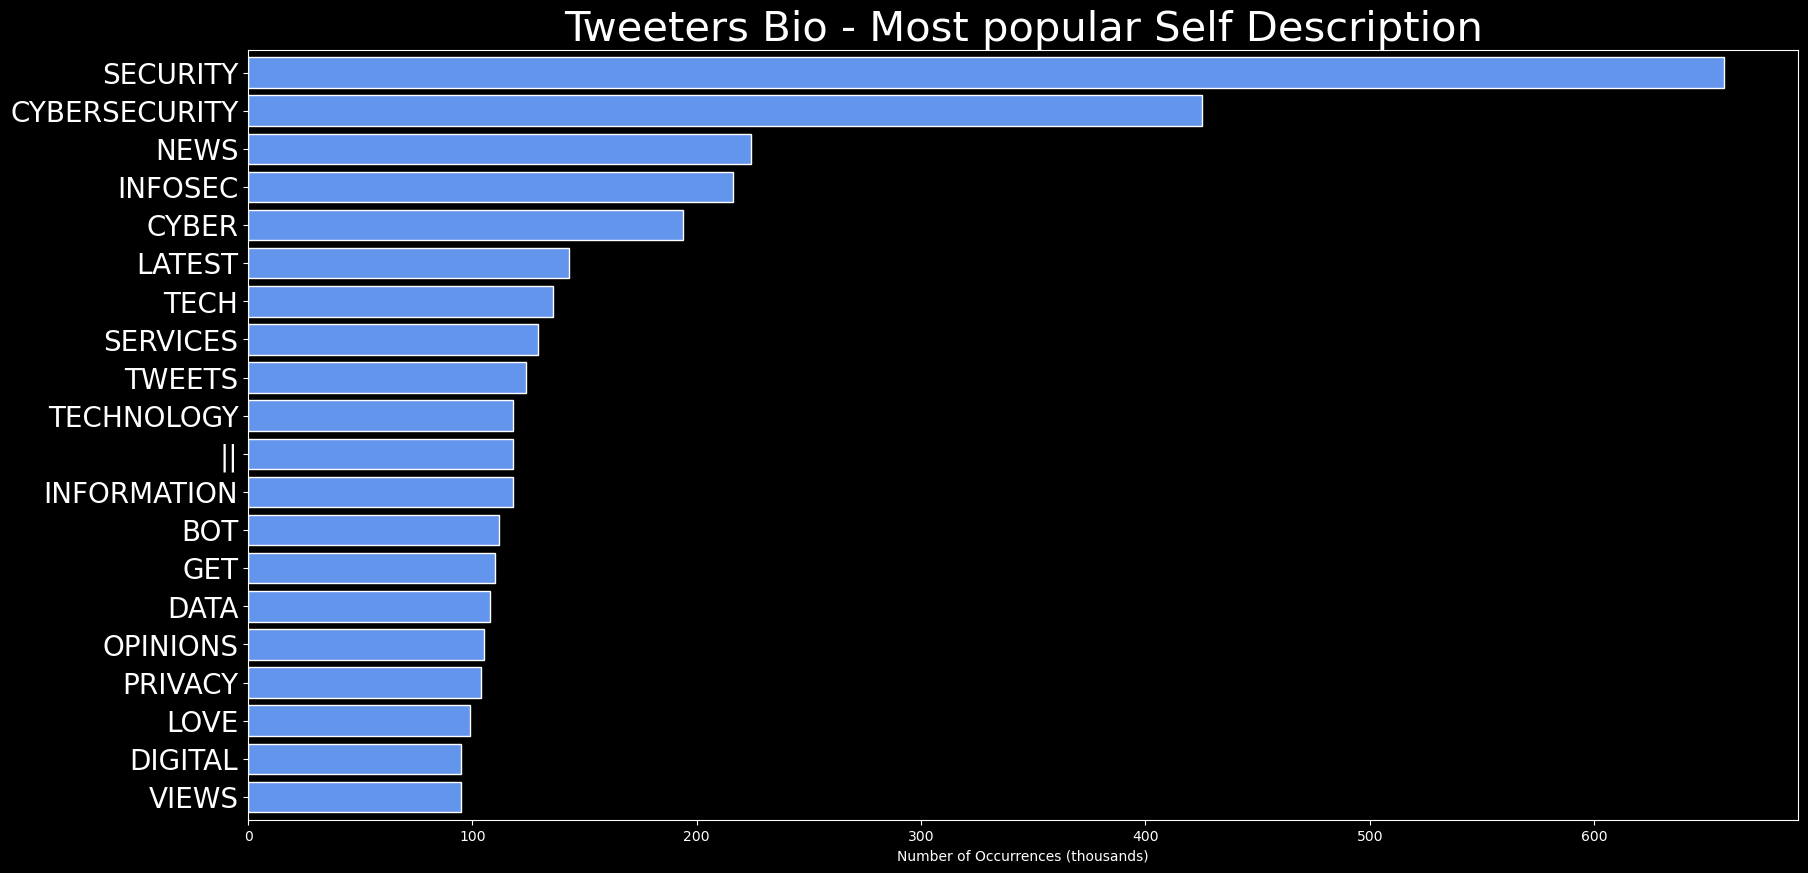 Tweeters Bio - Most popular Self Description
SECURITY
CYBERSECURITY
NEWS
INFOSEC
CYBER
LATEST
TECH
SERVICES
TWEETS
TECHNOLOGY
||
INFORMATION
BOT
GET
DATA
OPINIONS
PRIVACY
LOVE
DIGITAL
VIEWS
0 100 200 300 400 500 600
Number of Occurrences (thousands)